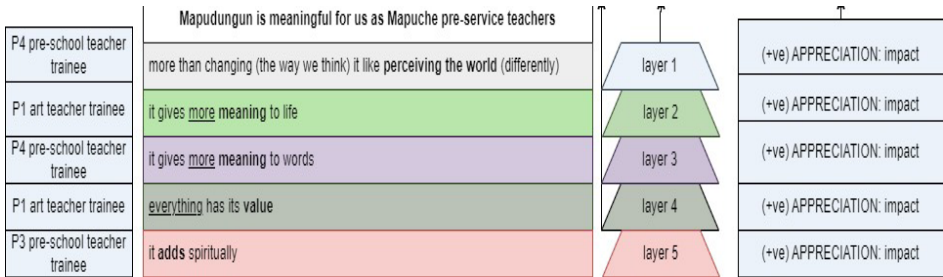 Mapudungun is meaningful for us as Mapuche pre-service teachers
P4 pre-school teacher
trainee
more than changing (the way we think) it like perceiving the world (differently)
layer 1
(+ve) APPRECIATION: impact
P1 art teacher trainee
it gives more meaning to life
layer 2
(+ve) APPRECIATION: impact
P4 pre-school teacher
trainee
it gives more meaning to words
layer 3
(+ve) APPRECIATION: impact
P1 art teacher trainee
everything has its value
layer 4
(+ve) APPRECIATION: impact
P3 pre-school teacher
trainee
it adds spiritually
layer 5
(+ve) APPRECIATION: impact